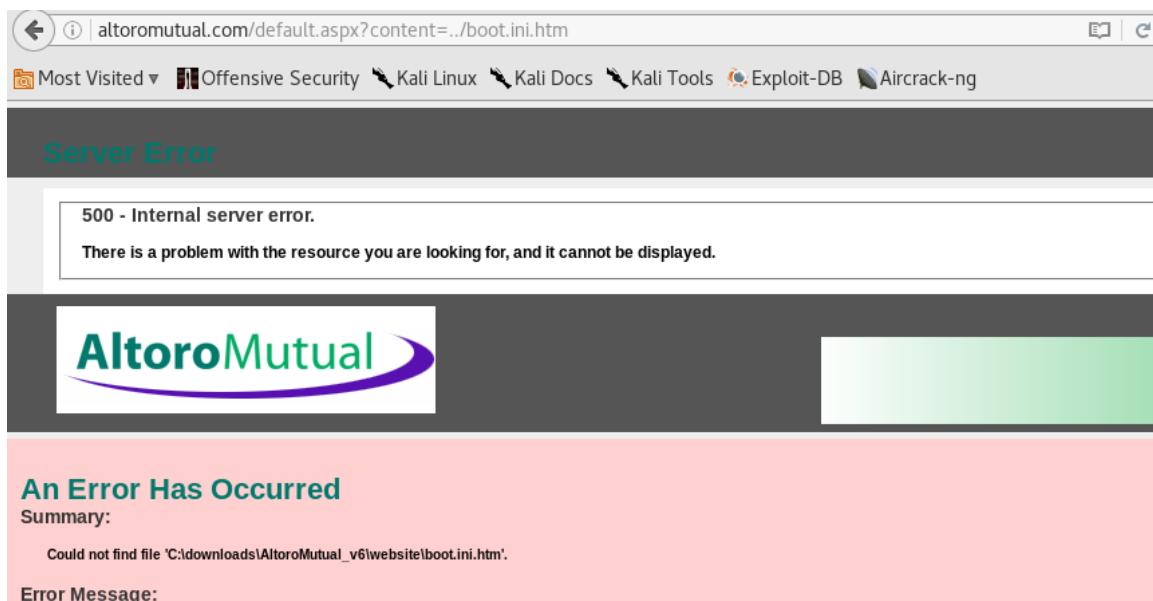 altoromutual.com/default.aspx?content=../boot.ini.htm
Most Visited Offensive Security Kali Linux Kali Docs Kali Tools Exploit-DB Aircrack-ng
Server Error
500 - Internal server error.
There is a problem with the resource you are looking for, and it cannot be displayed.
AltoroMutual
An Error Has Occurred
Summary:
Could not find file 'C:\downloads\AltoroMutual_v6\website\boot.ini.htm'.
Error Message: